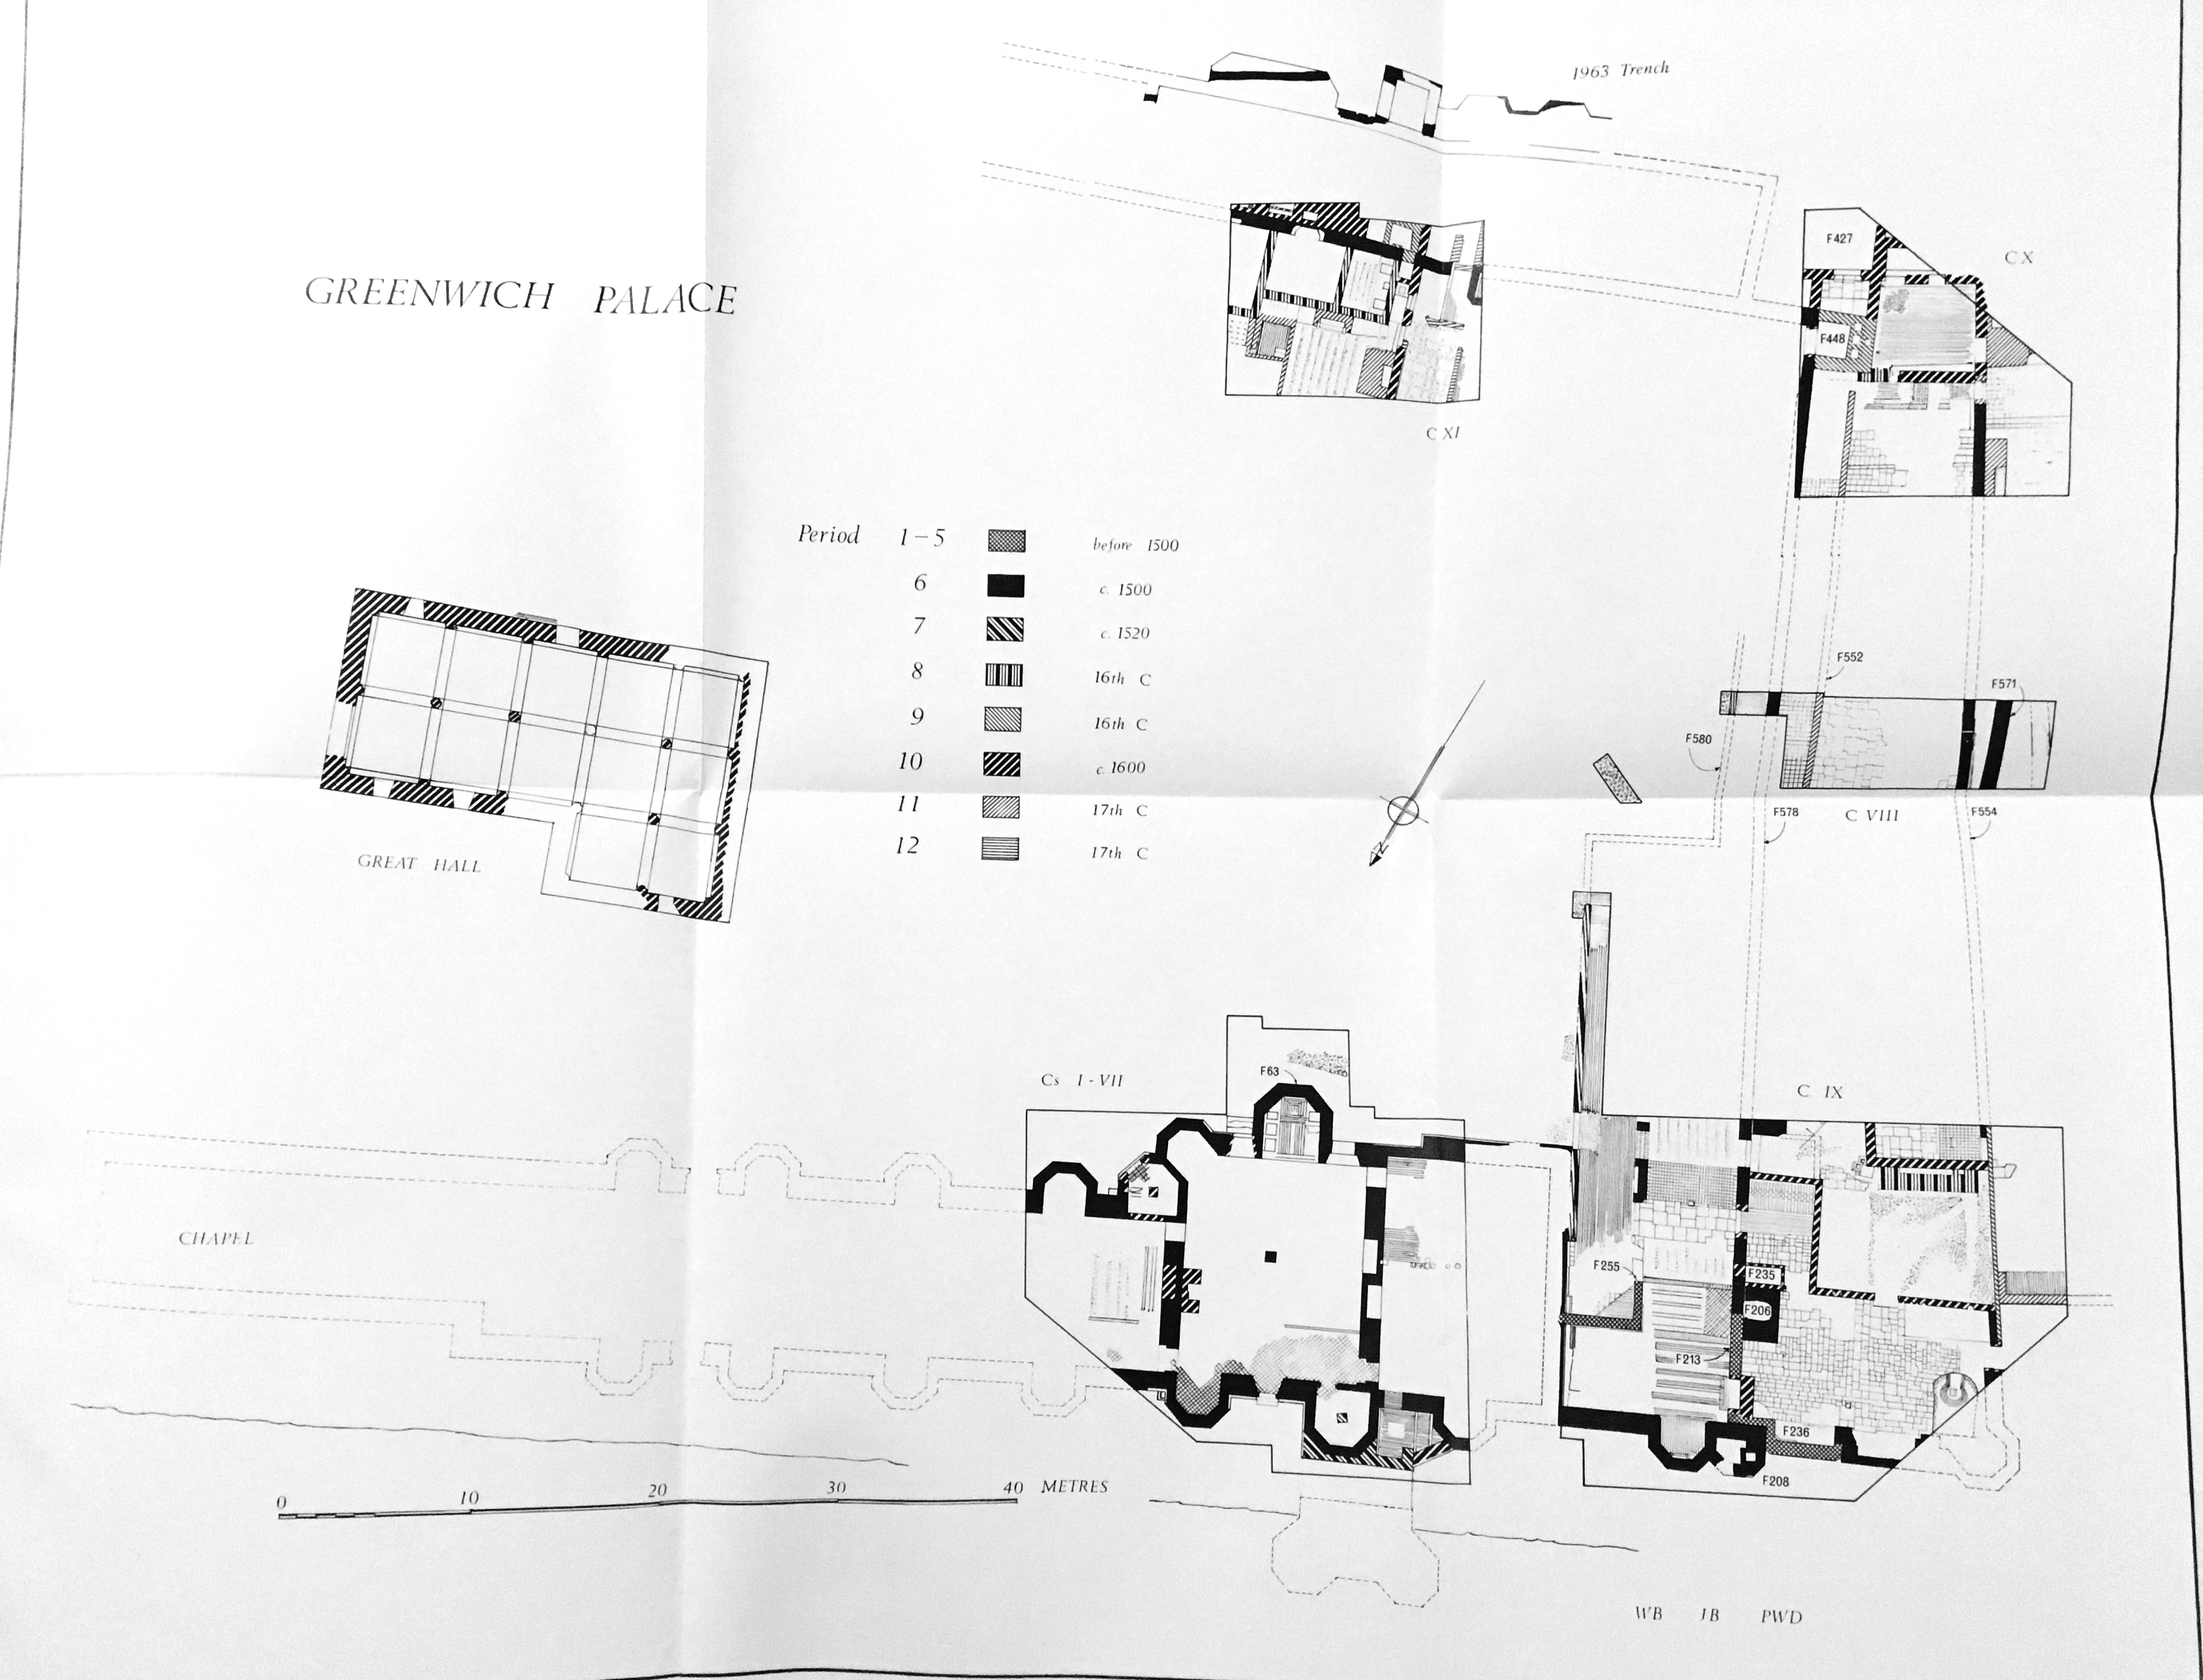 1963 Trench
F427
C X
GREENWICH PALACE
F448
C XI
Period 1 – 5 before 1500
6 c. 1500
7 c. 1520
8 16th C
9 16th C
10 c. 1600
11 17th C
12 17th C
F552
F571
F580
F578
C VIII
F554
GREAT HALL
Cs I - VII
F63
C IX
CHAPEL
F255
F235
F206
F213
F236
F208
0 10 20 30 40 METRES
WB JB PWD